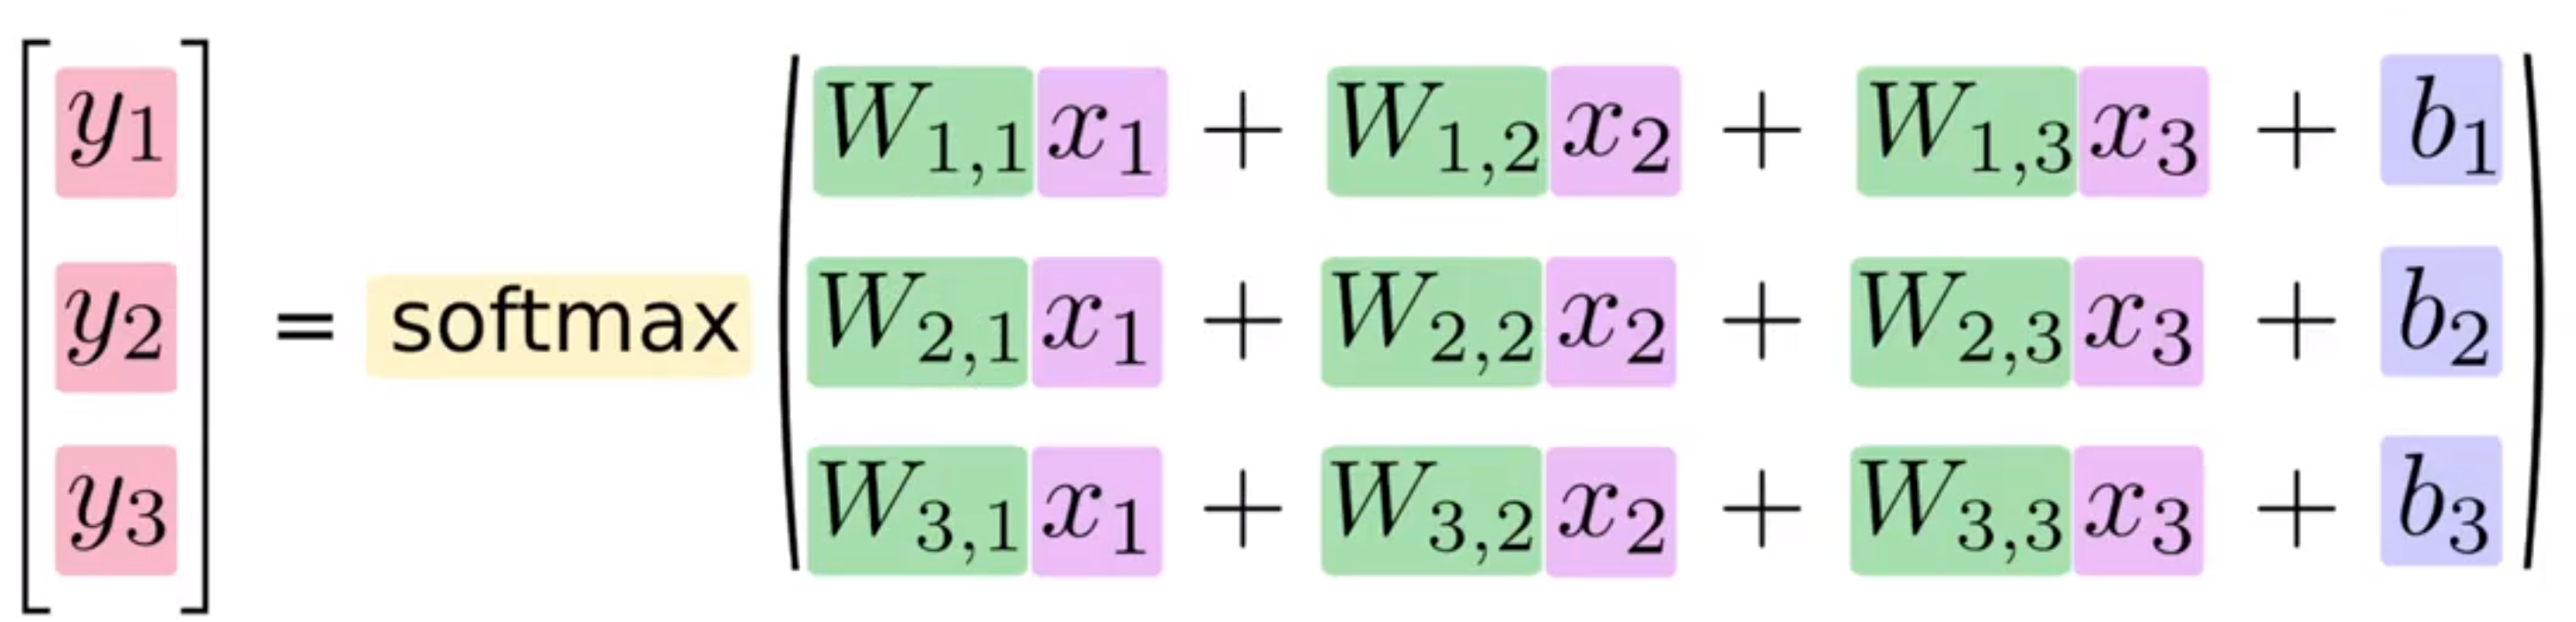 y1 W1,1 x1 + W1,2 x2 + W1,3 x3 + b1
y2 = softmax W2,1 x1 + W2,2 x2 + W2,3 x3 + b2
y3 W3,1 x1 + W3,2 x2 + W3,3 x3 + b3